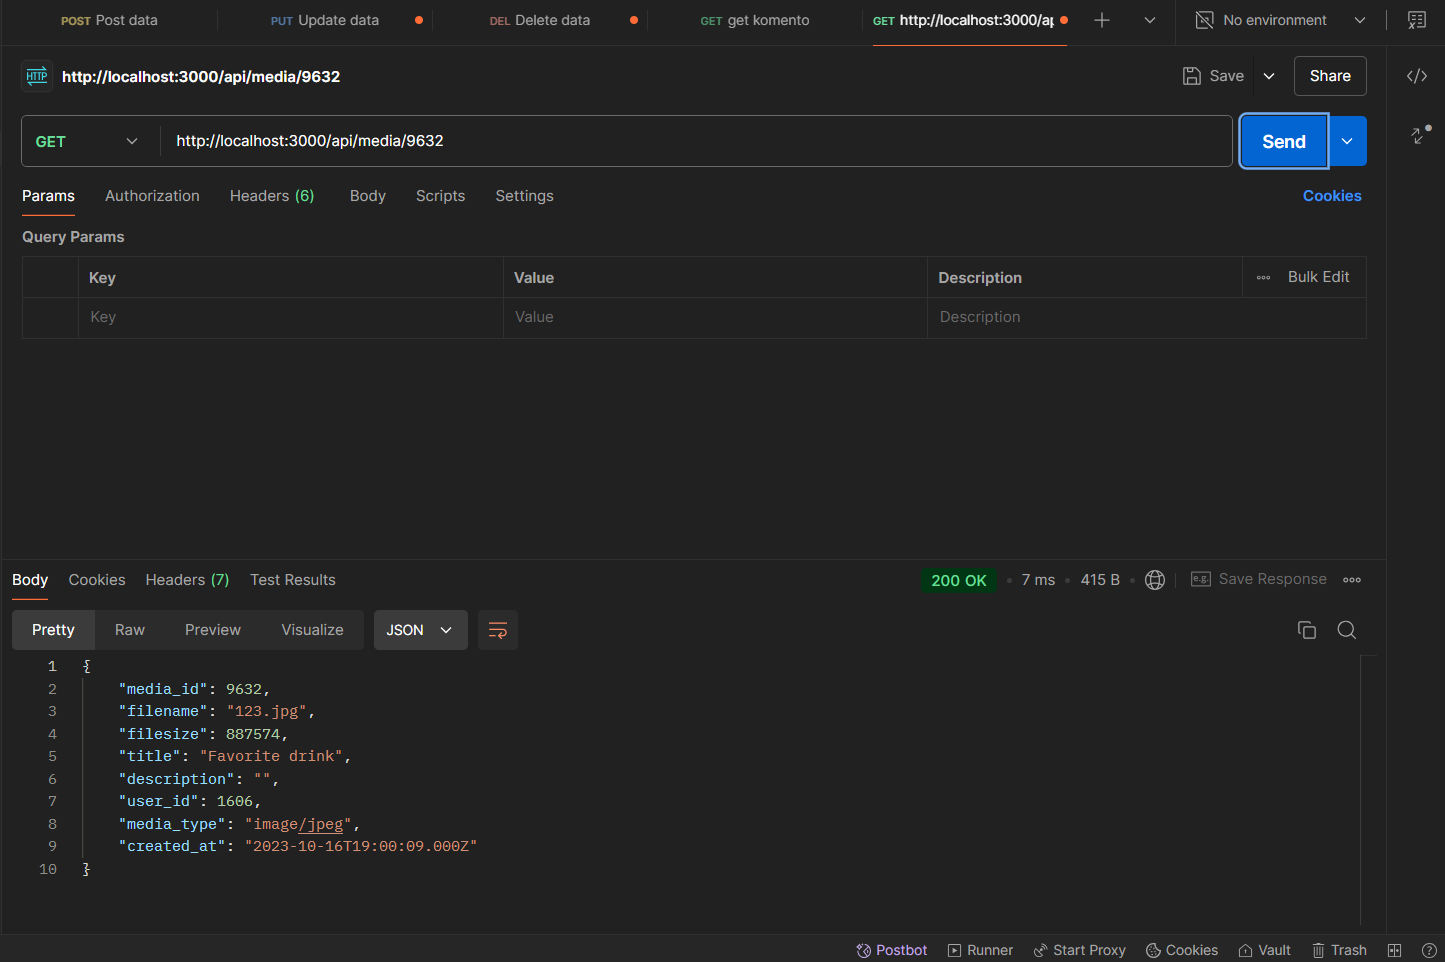 POST Post data PUT Update data DEL Delete data GET get komento GET http://localhost:3000/ap No environment
HTTP http://localhost:3000/api/media/9632 Save Share
GET http://localhost:3000/api/media/9632 Send
Params Authorization Headers (6) Body Scripts Settings Cookies
Query Params
Key Value Description Bulk Edit
Key Value Description
Body Cookies Headers (7) Test Results 200 OK 7 ms 415 B e.g. Save Response
Pretty Raw Preview Visualize JSON
1 {
2 "media_id": 9632,
3 "filename": "123.jpg",
4 "filesize": 887574,
5 "title": "Favorite drink",
6 "description": "",
7 "user_id": 1606,
8 "media_type": "image/jpeg",
9 "created_at": "2023-10-16T19:00:09.000Z"
10 }
Postbot Runner Start Proxy Cookies Vault Trash